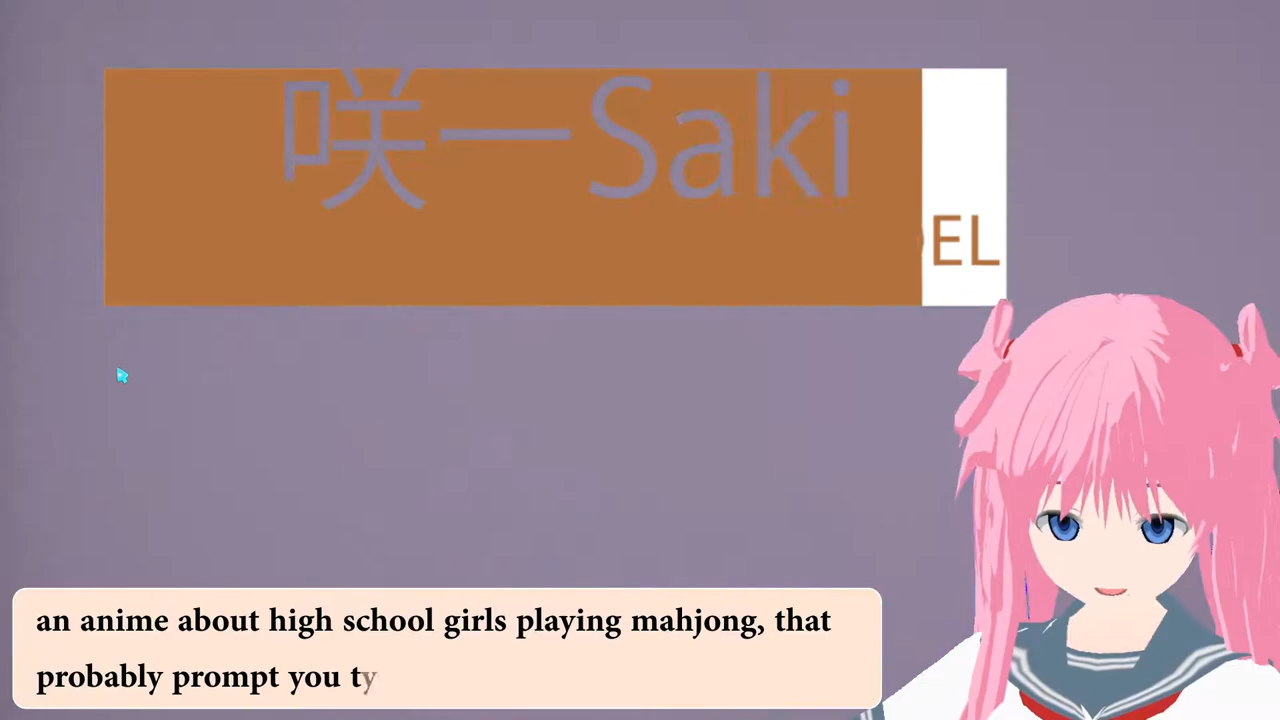 咲一Saki
EL
an anime about high school girls playing mahjong, that
probably prompt you ty